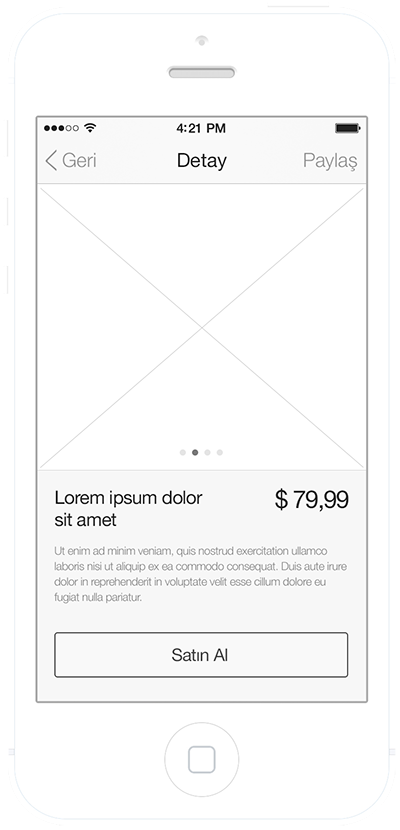 4:21 PM
Geri Detay Paylaş
Lorem ipsum dolor
sit amet
$ 79,99
Ut enim ad minim veniam, quis nostrud exercitation ullamco
laboris nisi ut aliquip ex ea commodo consequat. Duis aute irure
dolor in reprehenderit in voluptate velit esse cillum dolore eu
fugiat nulla pariatur.
Satın Al